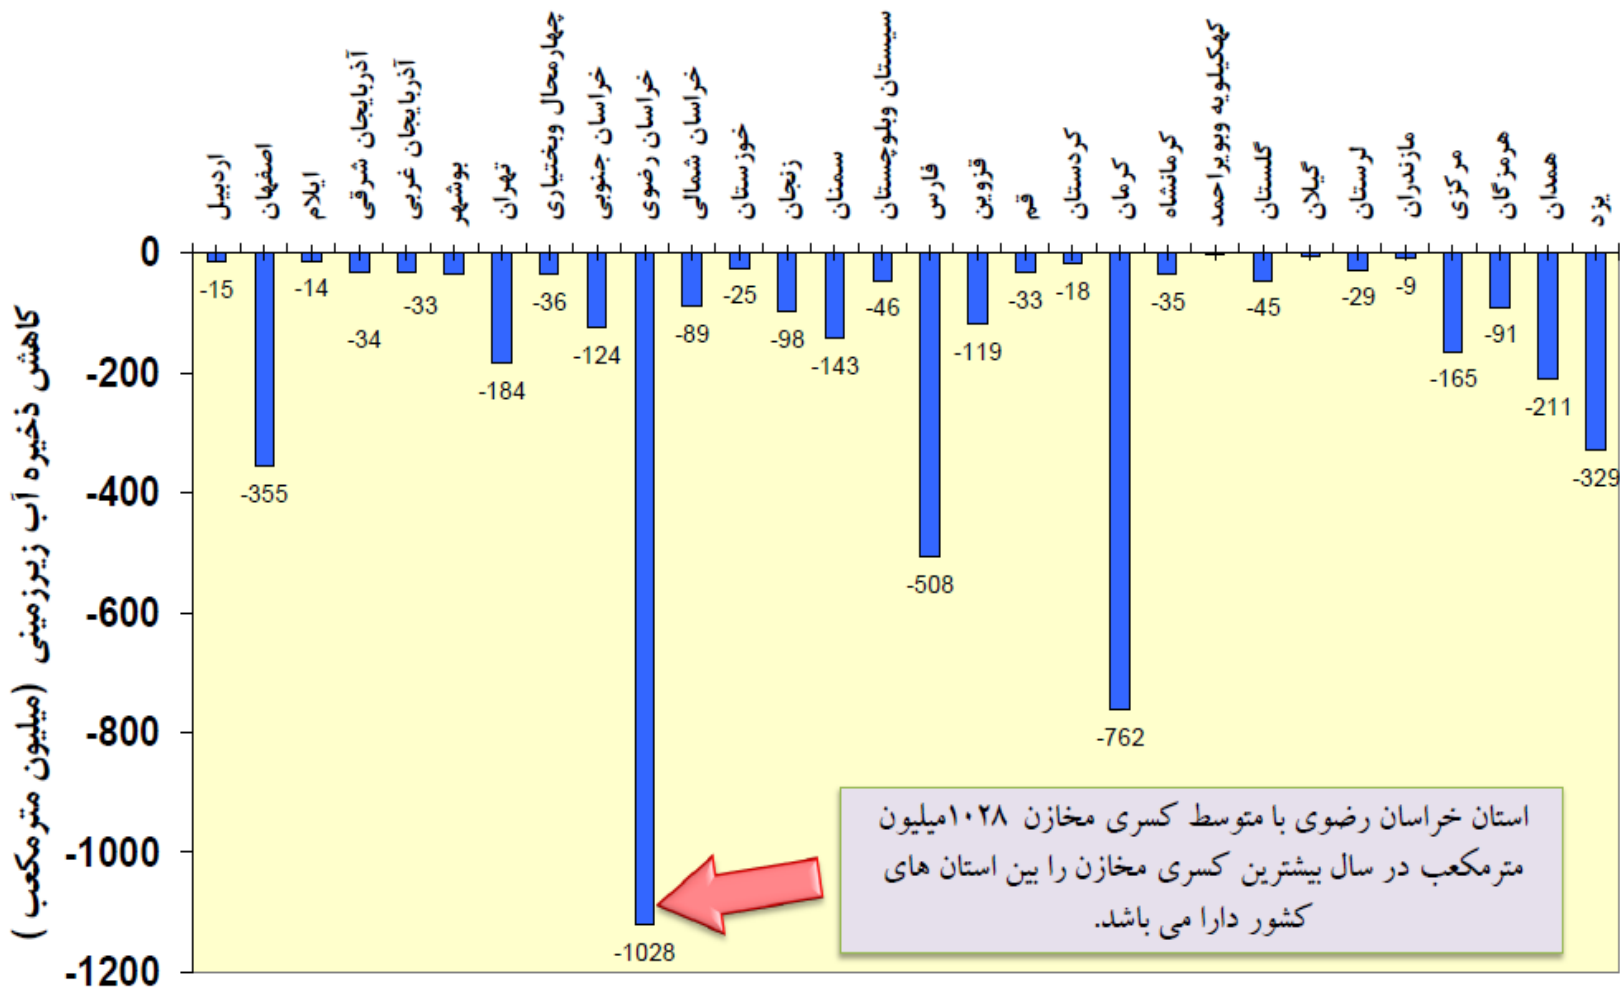 اردبیل
اصفهان
ایلام
آذربایجان شرقی
آذربایجان غربی
بوشهر
تهران
چهارمحال وبختیاری
خراسان جنوبی
خراسان رضوی
خراسان شمالی
خوزستان
زنجان
سمنان
سیستان وبلوچستان
فارس
قزوین
قم
کردستان
کرمان
کرمانشاه
کهکیلویه وبویراحمد
گلستان
گیلان
لرستان
مازندران
مرکزی
هرمزگان
همدان
یزد
کاهش ذخیره آب زیرزمینی (میلیون مترمکعب)
0
-200
-400
-600
-800
-1000
-1200
-15
-355
-14
-34
-33
-184
-36
-124
-1028
-89
-25
-98
-143
-46
-508
-119
-33
-18
-762
-35
-45
-29
-9
-165
-91
-211
-329
استان خراسان رضوی با متوسط کسری مخازن ۱۰۲۸میلیون
مترمکعب در سال بیشترین کسری مخازن را بین استان های
کشور دارا می باشد.